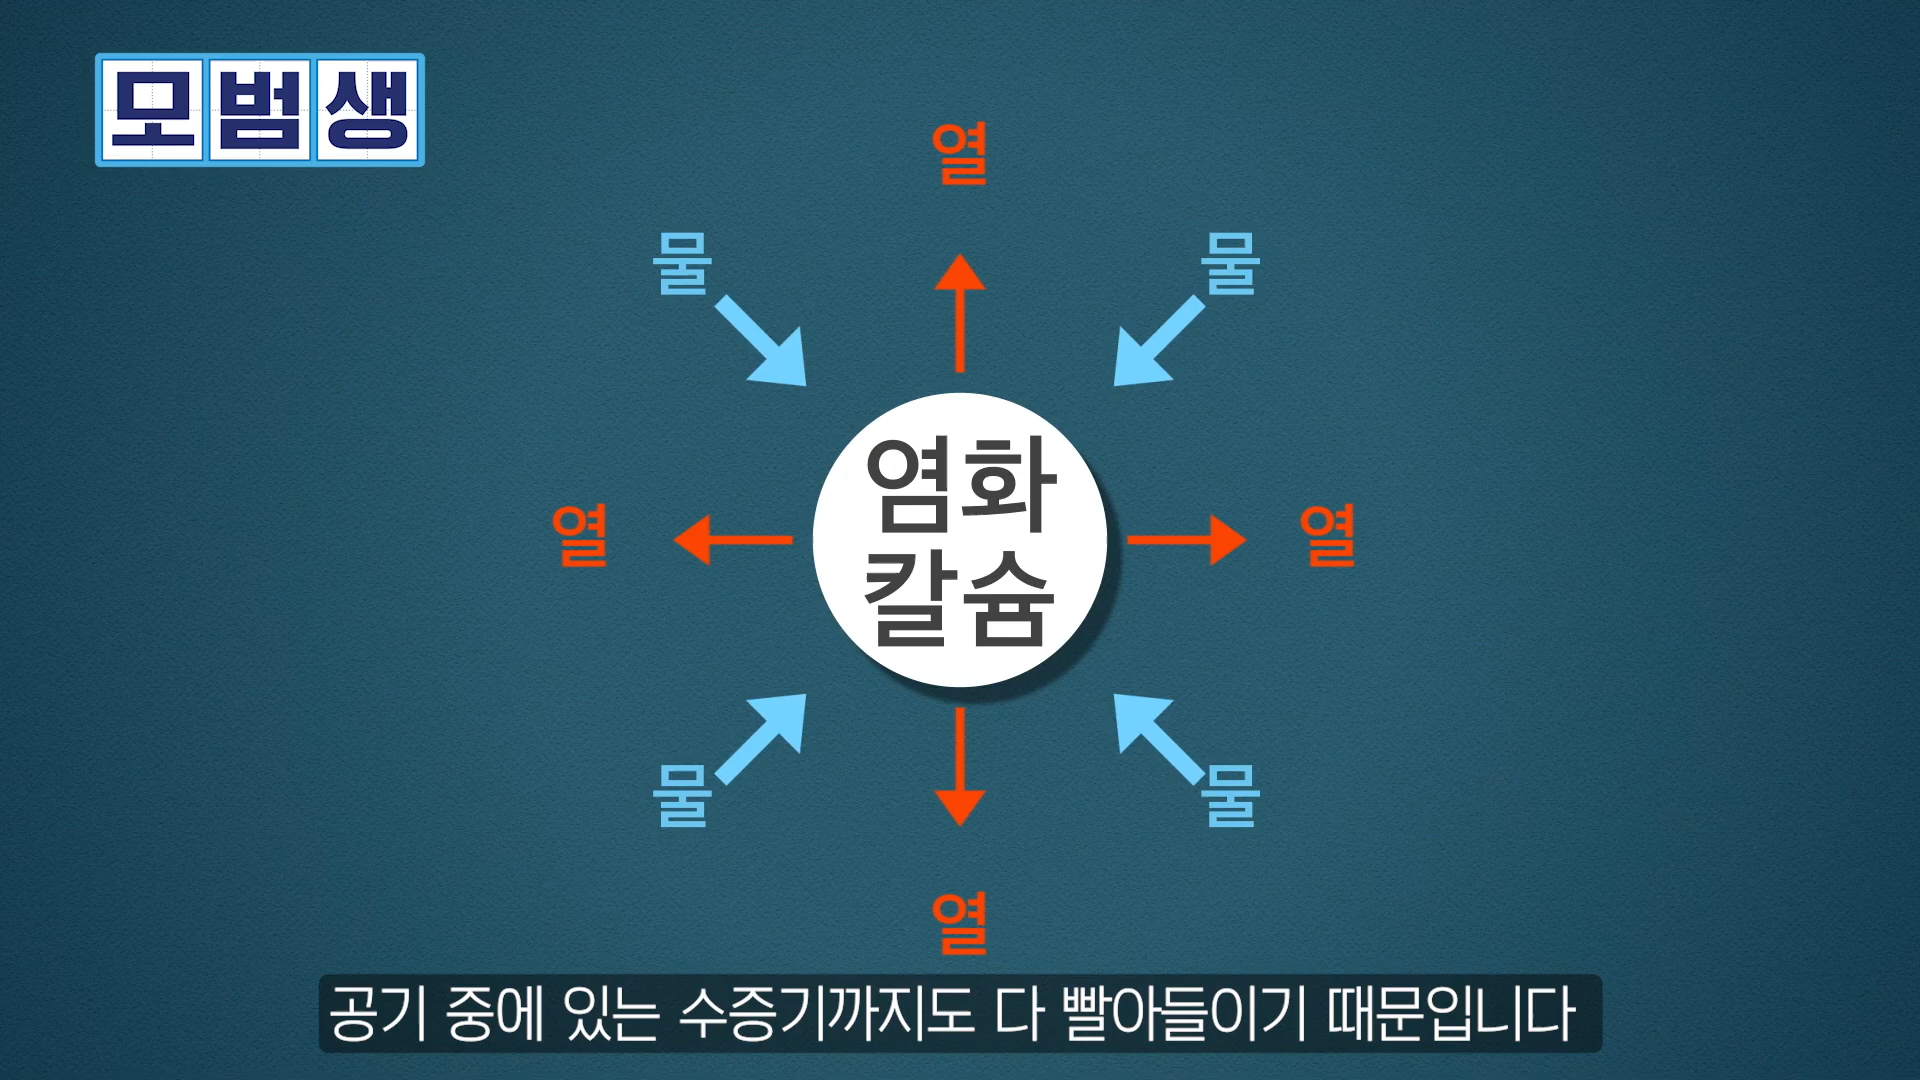 모범생
열
물
물
염화
칼슘
열
열
물
물
열
공기 중에 있는 수증기까지도 다 빨아들이기 때문입니다